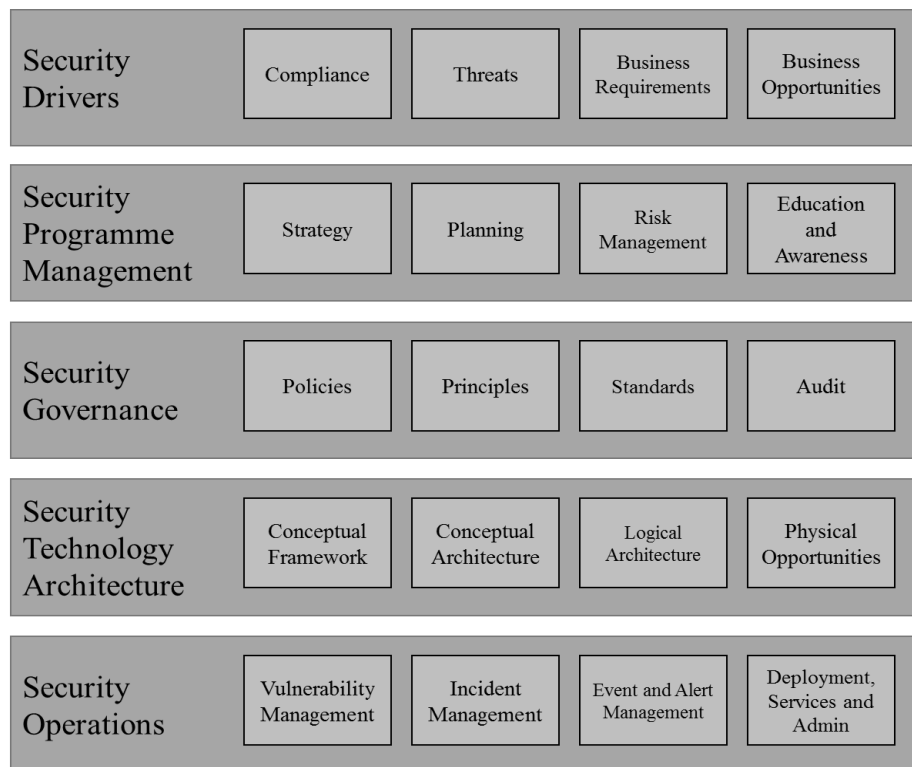 Security
Drivers
Compliance
Threats
Business
Requirements
Business
Opportunities
Security
Programme
Management
Strategy
Planning
Risk
Management
Education
and
Awareness
Security
Governance
Policies
Principles
Standards
Audit
Security
Technology
Architecture
Conceptual
Framework
Conceptual
Architecture
Logical
Architecture
Physical
Opportunities
Security
Operations
Vulnerability
Management
Incident
Management
Event and Alert
Management
Deployment,
Services and
Admin